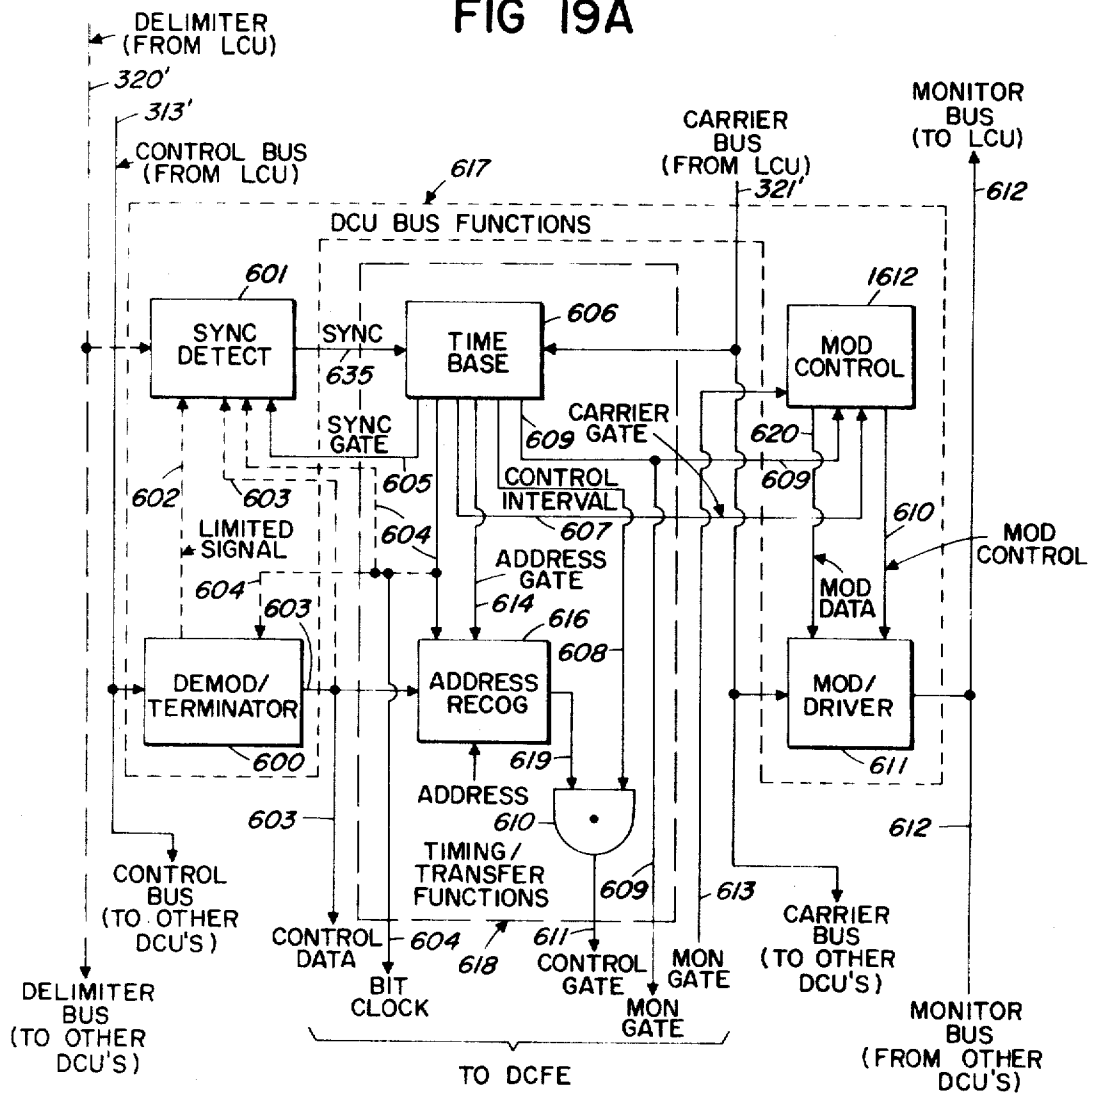 FIG 19A
DELIMITER
(FROM LCU)
320'
313'
CONTROL BUS
(FROM LCU)
617
CARRIER
BUS
(FROM LCU)
321'
MONITOR
BUS
(TO LCU)
612
DCU BUS FUNCTIONS
601
SYNC
DETECT
SYNC
635
606
TIME
BASE
1612
MOD
CONTROL
SYNC
GATE
605
609
CARRIER
GATE
620
609
602
603
CONTROL
INTERVAL
607
610
MOD
CONTROL
LIMITED
SIGNAL
604
604
ADDRESS
GATE
614
MOD
DATA
603
616
608
DEMOD/
TERMINATOR
600
ADDRESS
RECOG
MOD/
DRIVER
611
619
ADDRESS
610
603
612
TIMING/
TRANSFER
FUNCTIONS
609
613
CONTROL
BUS
(TO OTHER
DCU'S)
CONTROL
DATA
604
618
611
BIT
CLOCK
CONTROL
GATE
MON
GATE
MON
GATE
CARRIER
BUS
(TO OTHER
DCU'S)
DELIMITER
BUS
(TO OTHER
DCU'S)
MONITOR
BUS
(FROM OTHER
DCU'S)
TO DCFE